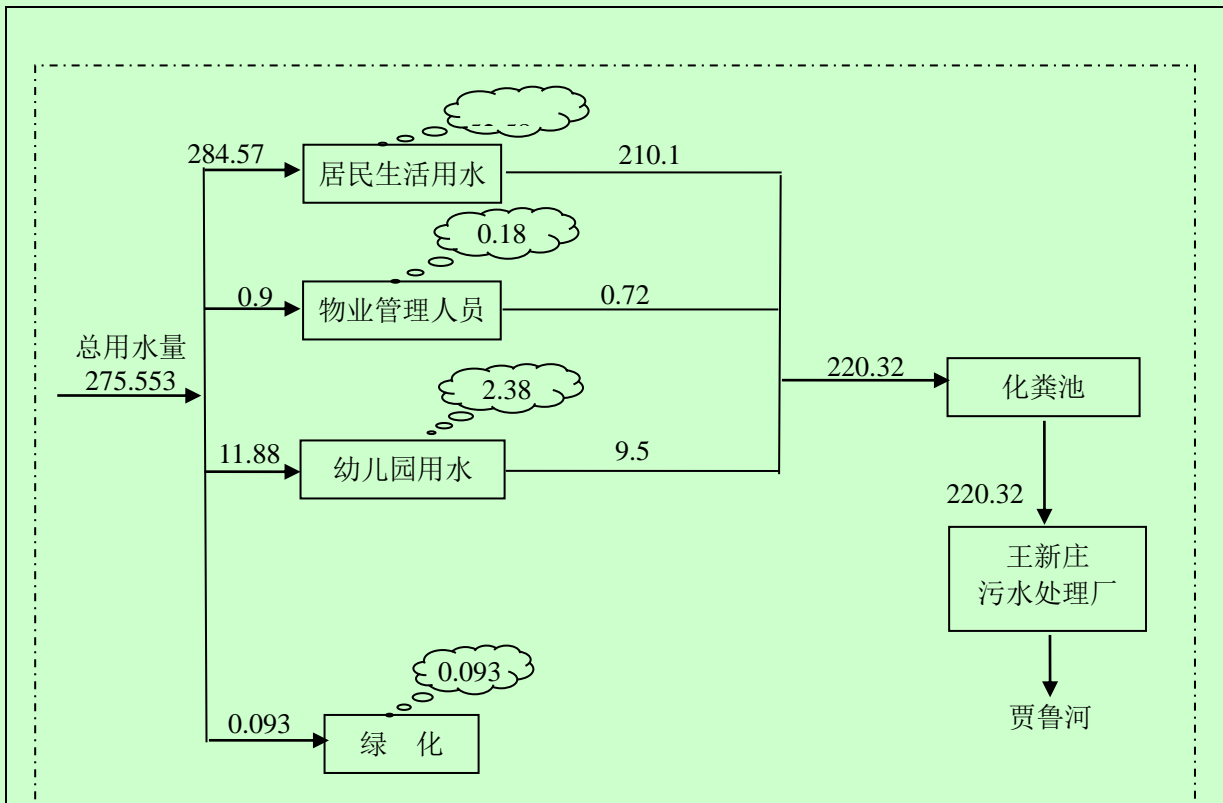 284.57
居民生活用水
210.1
0.18
0.9
物业管理人员
0.72
总用水量
275.553
2.38
11.88
幼儿园用水
9.5
220.32
化粪池
220.32
王新庄
污水处理厂
贾鲁河
0.093
0.093
绿 化